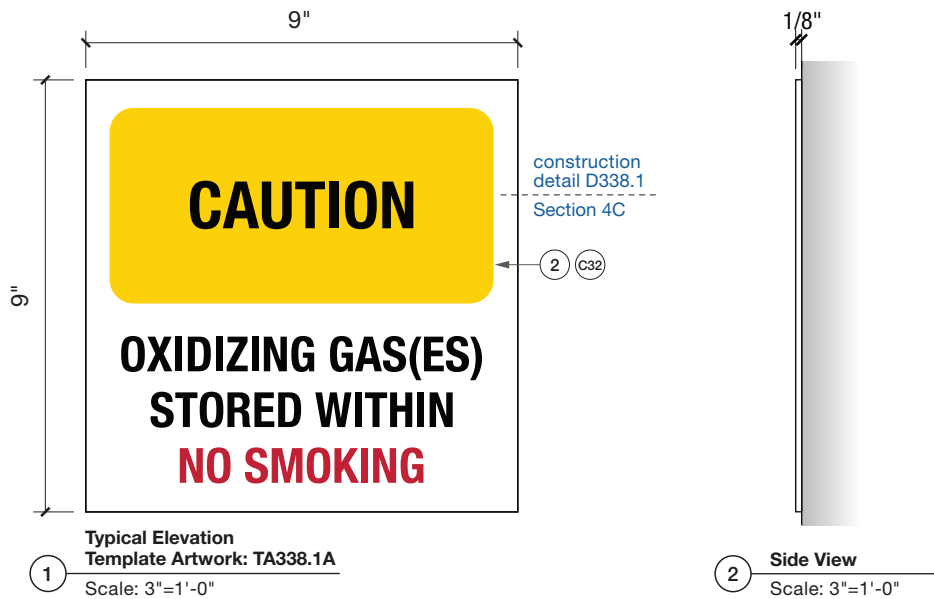 9"
1/8"
9"
CAUTION
construction
detail D338.1
Section 4C
2 C32
OXIDIZING GAS(ES)
STORED WITHIN
NO SMOKING
Typical Elevation
Template Artwork: TA338.1A
1
Scale: 3"=1'-0"
Side View
2
Scale: 3"=1'-0"